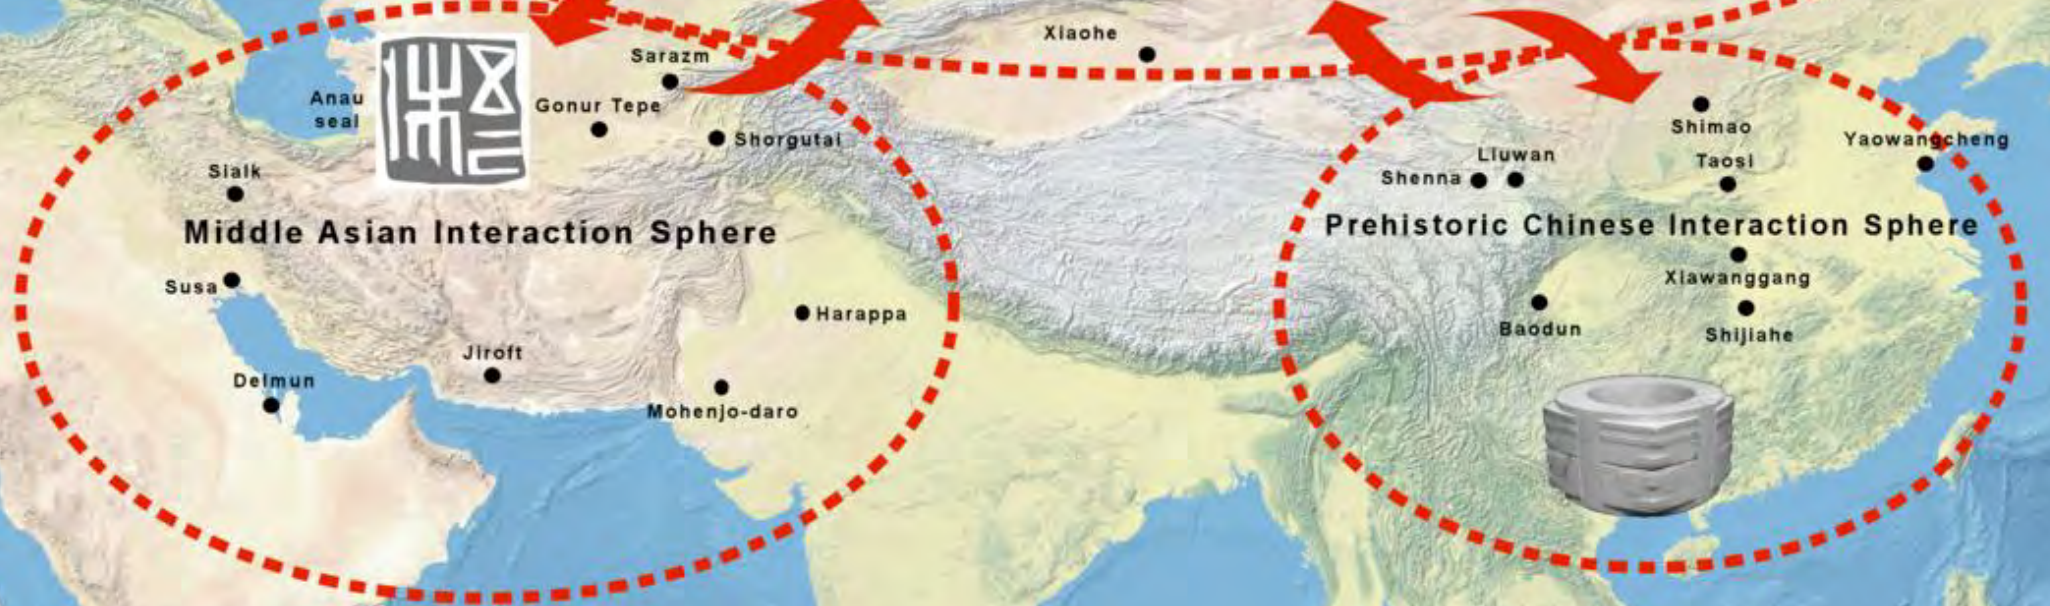 Xiaohe
Sarazm
Anau
seal
Gonur Tepe
Shorgutai
Shimao
Yaowangcheng
Liuwan
Taosi
Shenna
Sialk
Middle Asian Interaction Sphere
Prehistoric Chinese Interaction Sphere
Susa
Xiawanggang
Harappa
Baodun
Shijiahe
Jiroft
Delmun
Mohenjo-daro